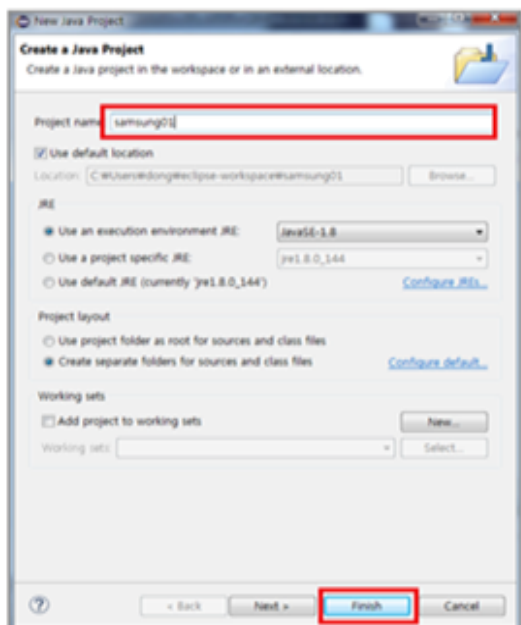 New Java Project
Create a Java Project
Create a Java project in the workspace or in an external location.
Project name samsung01
Use default location
Location: C:₩Users₩dong₩eclipse-workspace₩samsung01 Browse...
JRE
Use an execution environment JRE: JavaSE-1.8
Use a project specific JRE: jre1.8.0_144
Use default JRE (currently 'jre1.8.0_144') Configure JREs...
Project layout
Use project folder as root for sources and class files
Create separate folders for sources and class files Configure default...
Working sets
Add project to working sets New...
Working sets: Select...
? < Back Next > Finish Cancel